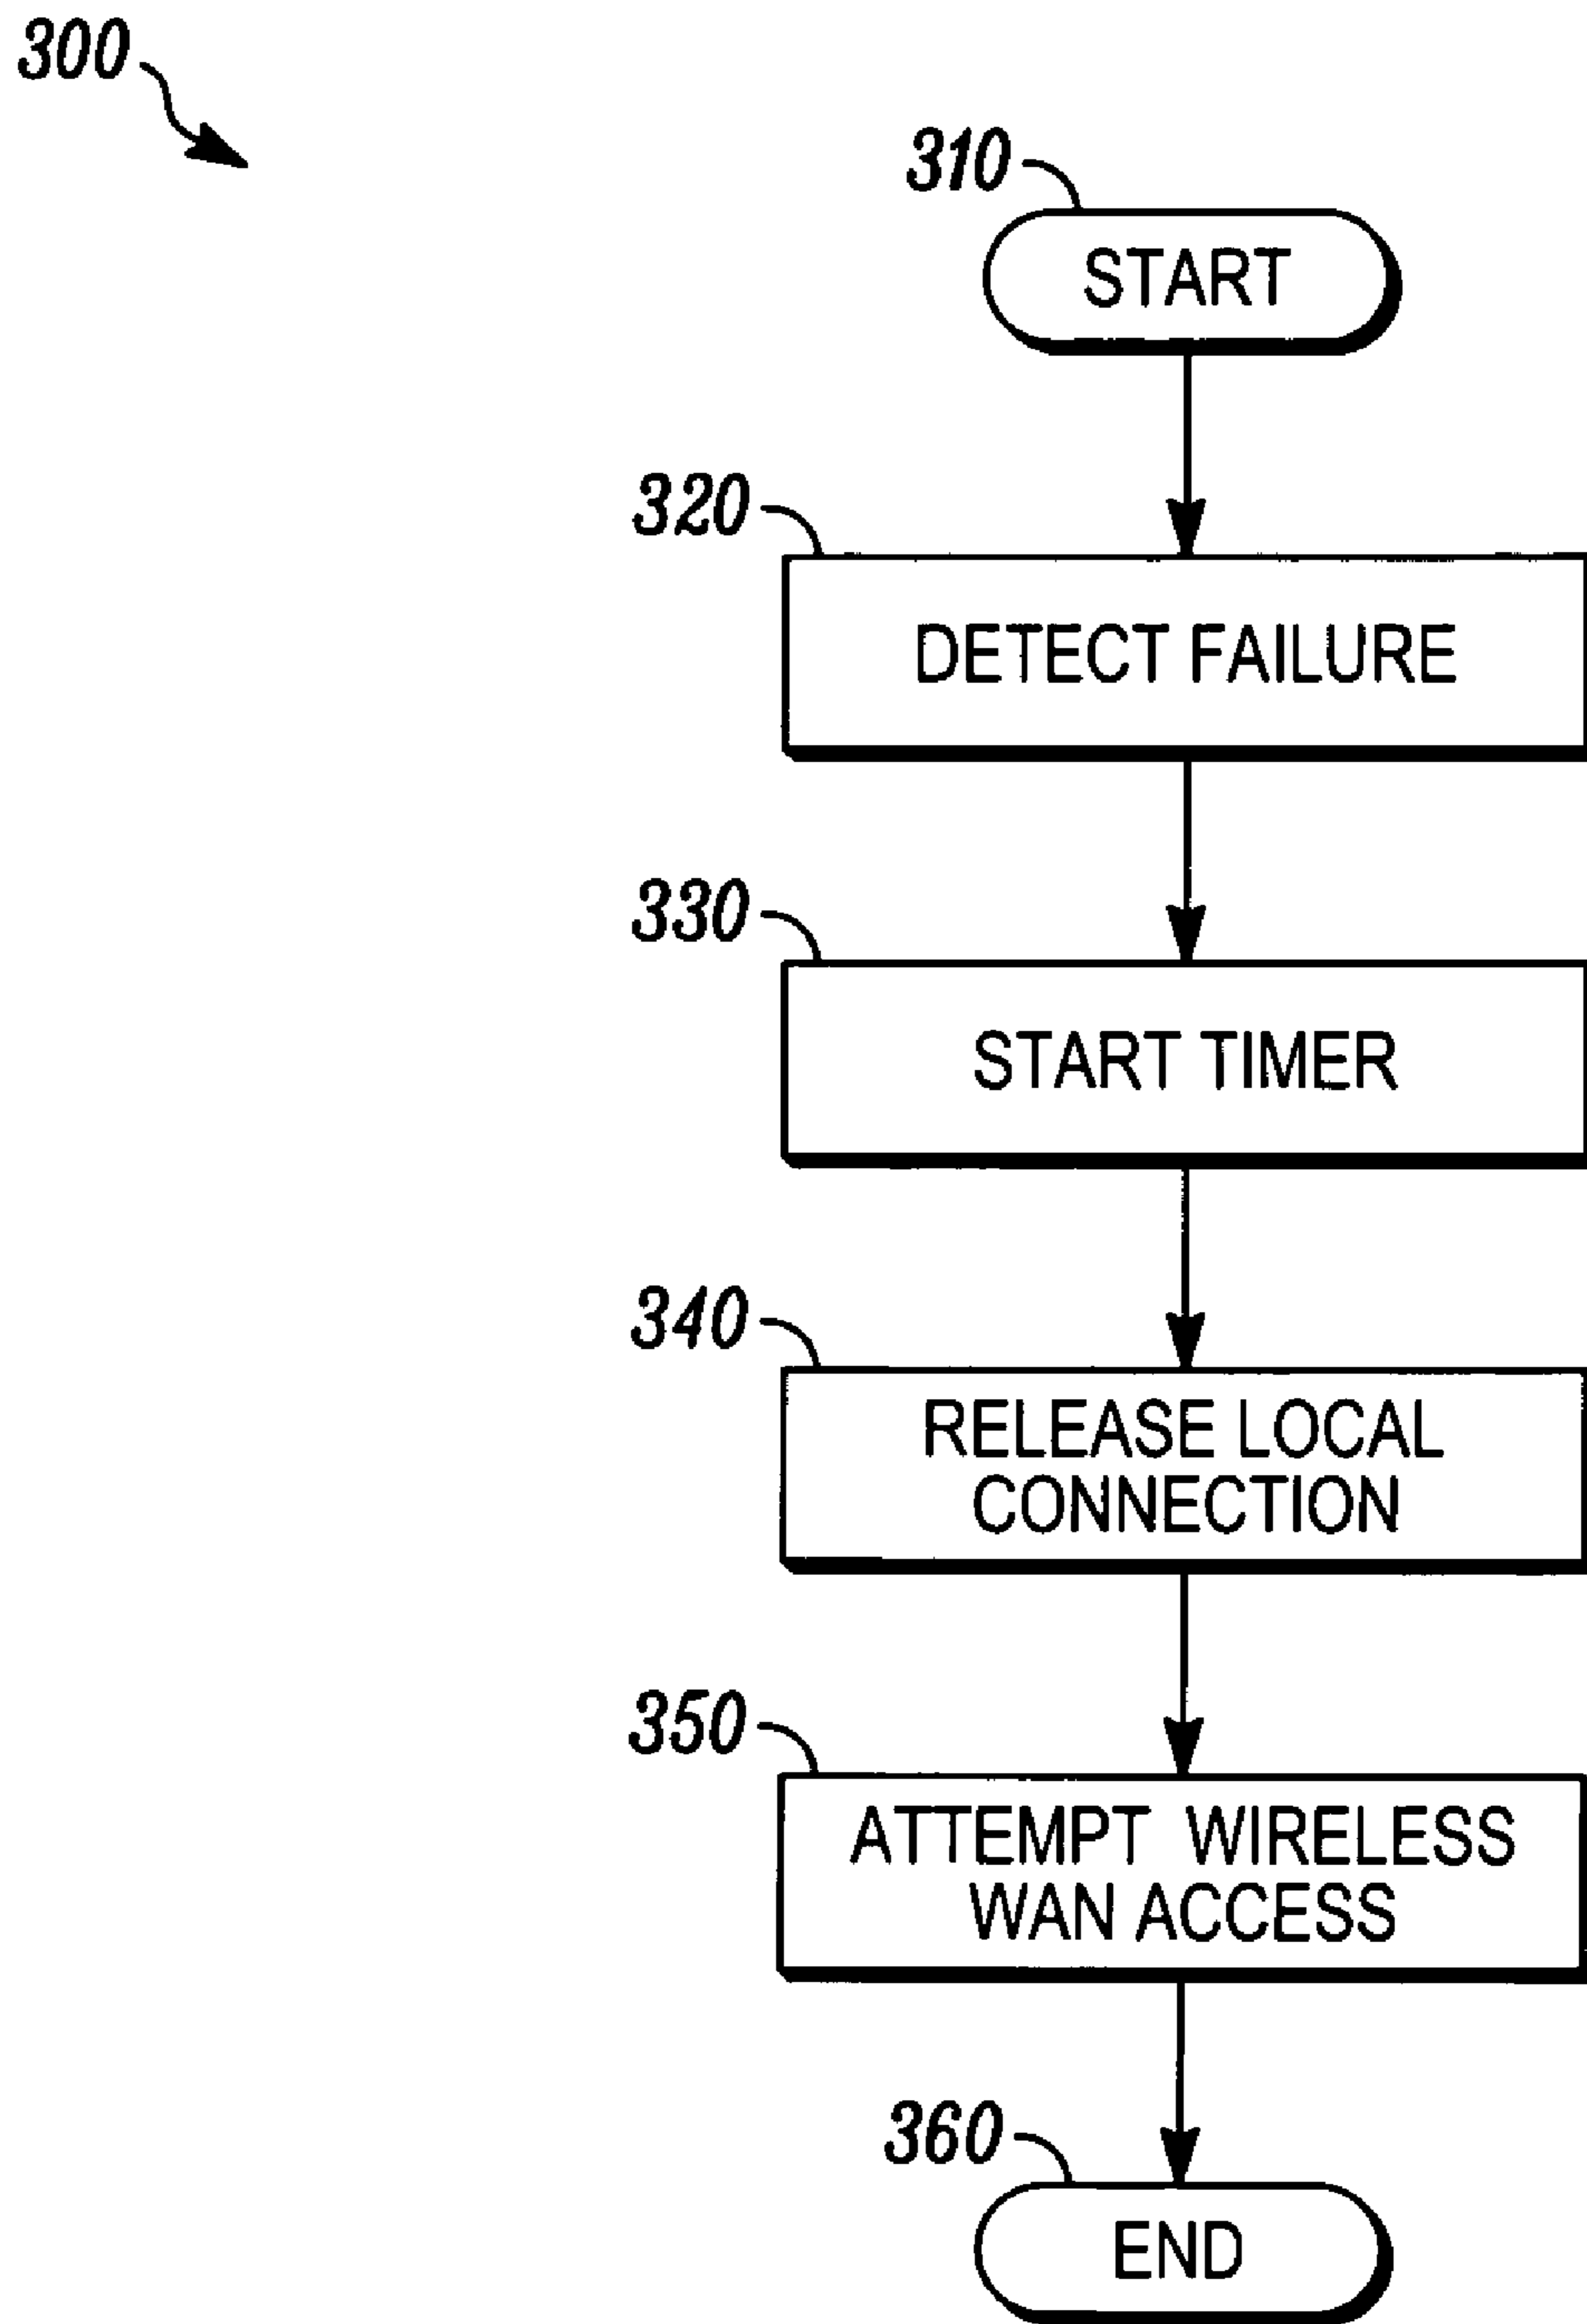 300
310
START
320
DETECT FAILURE
330
START TIMER
340
RELEASE LOCAL
CONNECTION
350
ATTEMPT WIRELESS
WAN ACCESS
360
END